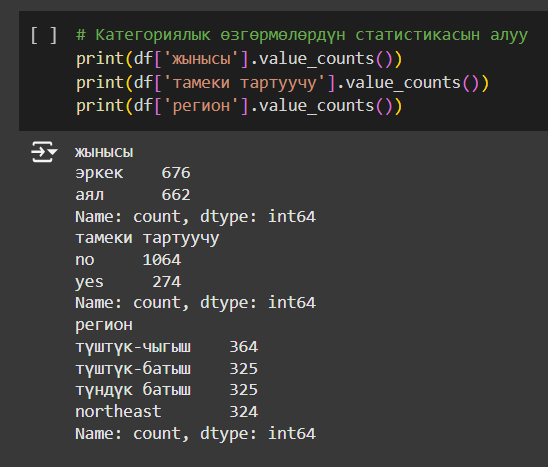 [ ] # Категориялык өзгөрмөлөрдүн статистикасын алуу
print(df['жынысы'].value_counts())
print(df['тамеки тартуучу'].value_counts())
print(df['регион'].value_counts())
жынысы
эркек 676
аял 662
Name: count, dtype: int64
тамеки тартуучу
no 1064
yes 274
Name: count, dtype: int64
регион
түштүк-чыгыш 364
түштүк-батыш 325
түндүк батыш 325
northeast 324
Name: count, dtype: int64